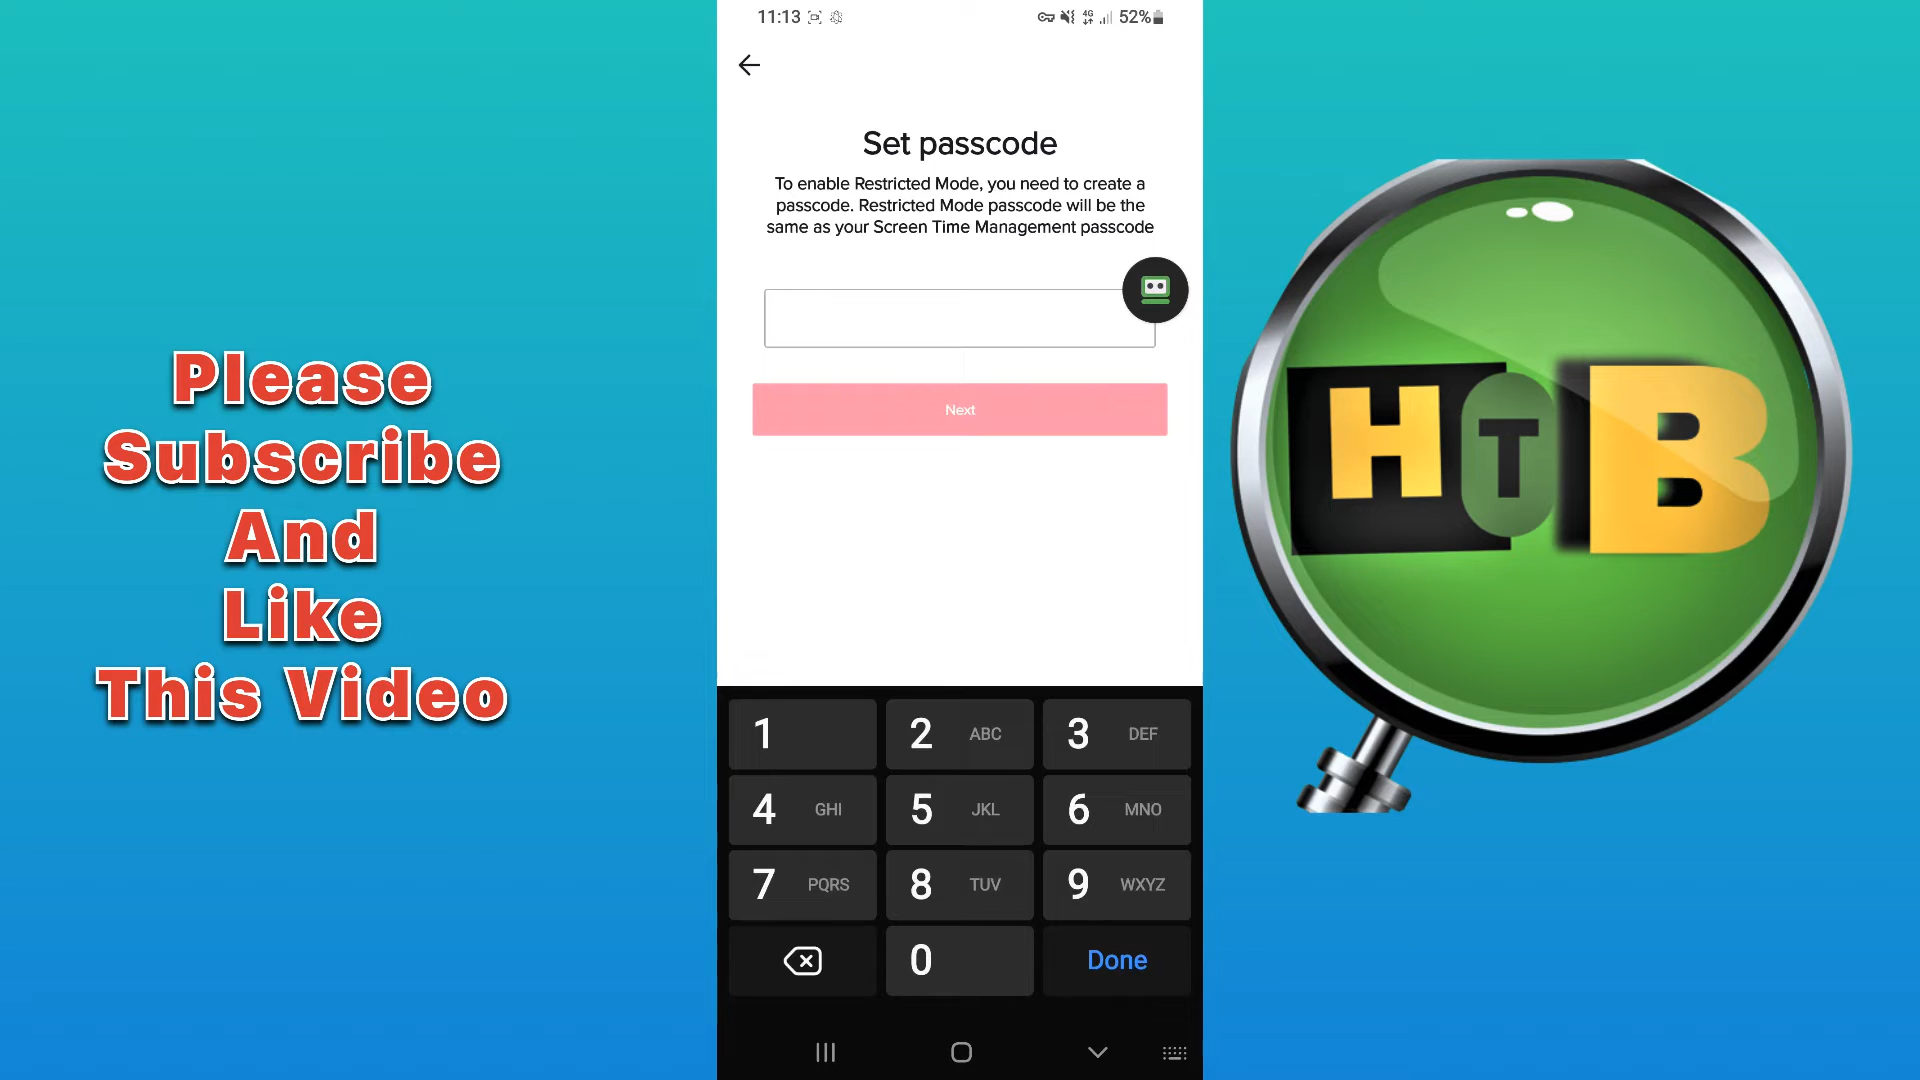 Please
Subscribe
And
Like
This Video
11:13
4G
52%
Set passcode
To enable Restricted Mode, you need to create a
passcode. Restricted Mode passcode will be the
same as your Screen Time Management passcode
Next
1
2 ABC
3 DEF
4 GHI
5 JKL
6 MNO
7 PQRS
8 TUV
9 WXYZ
0
Done
HTB